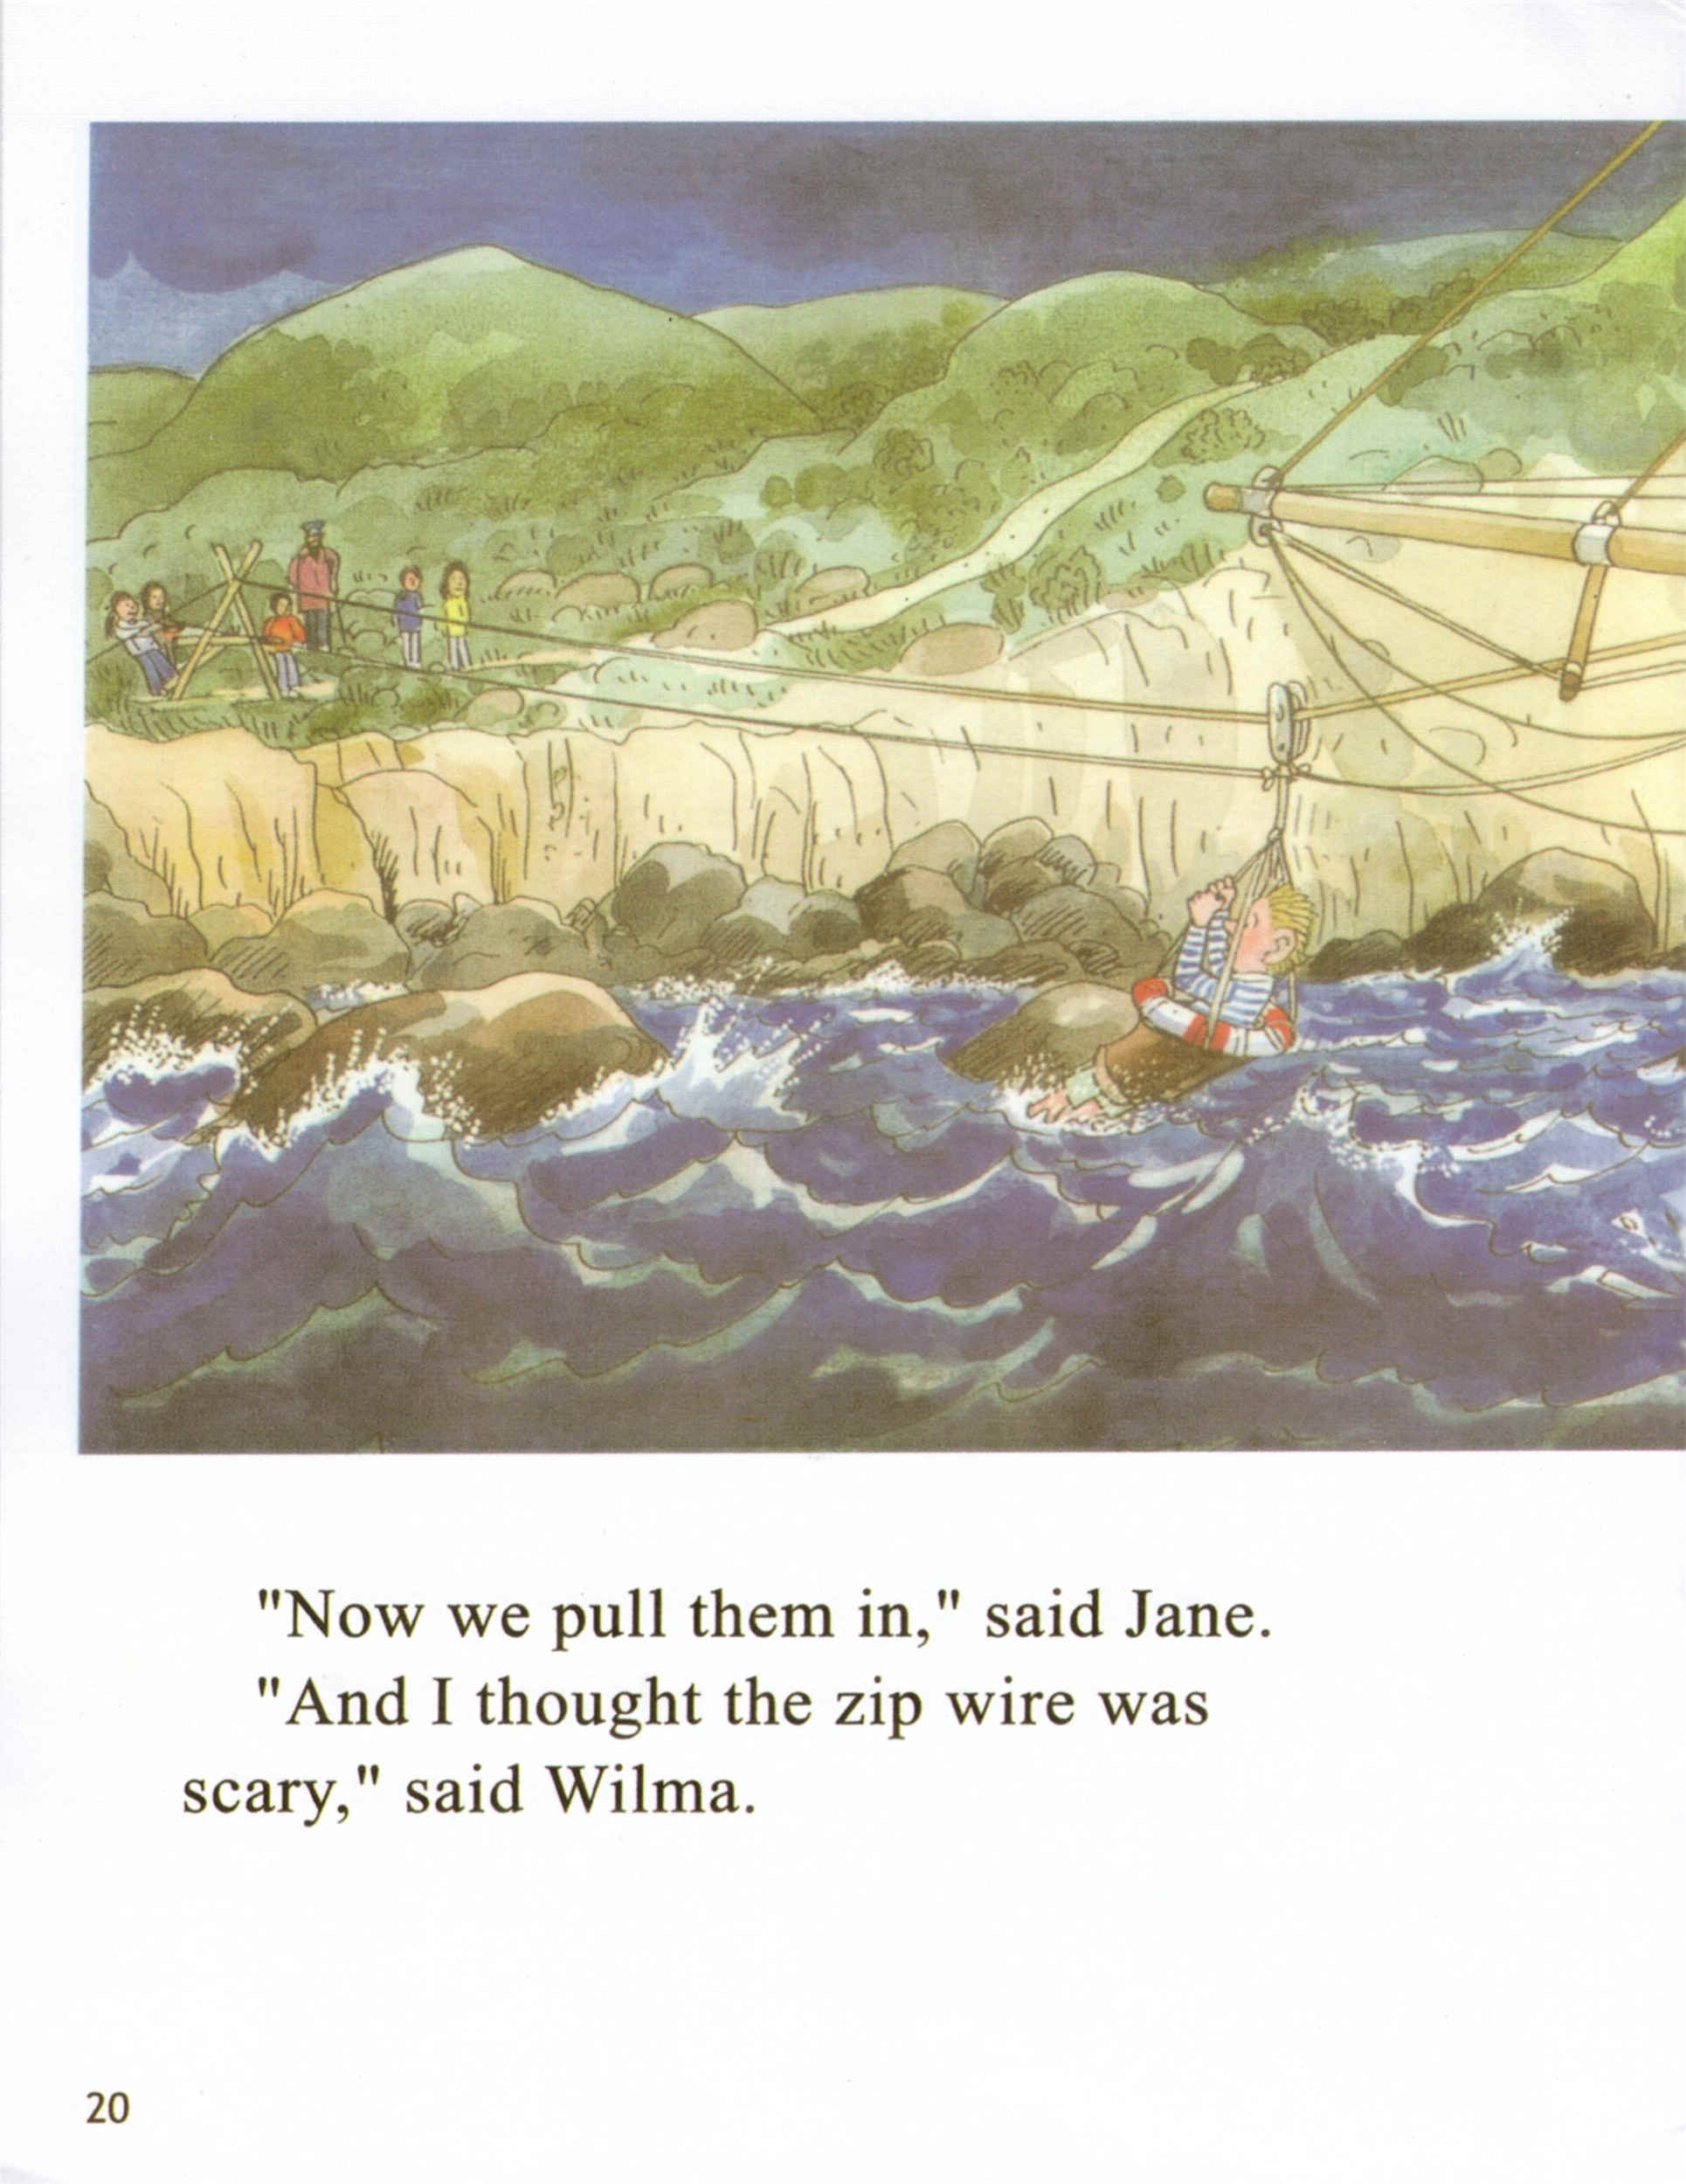 "Now we pull them in," said Jane.
"And I thought the zip wire was
scary," said Wilma.
20